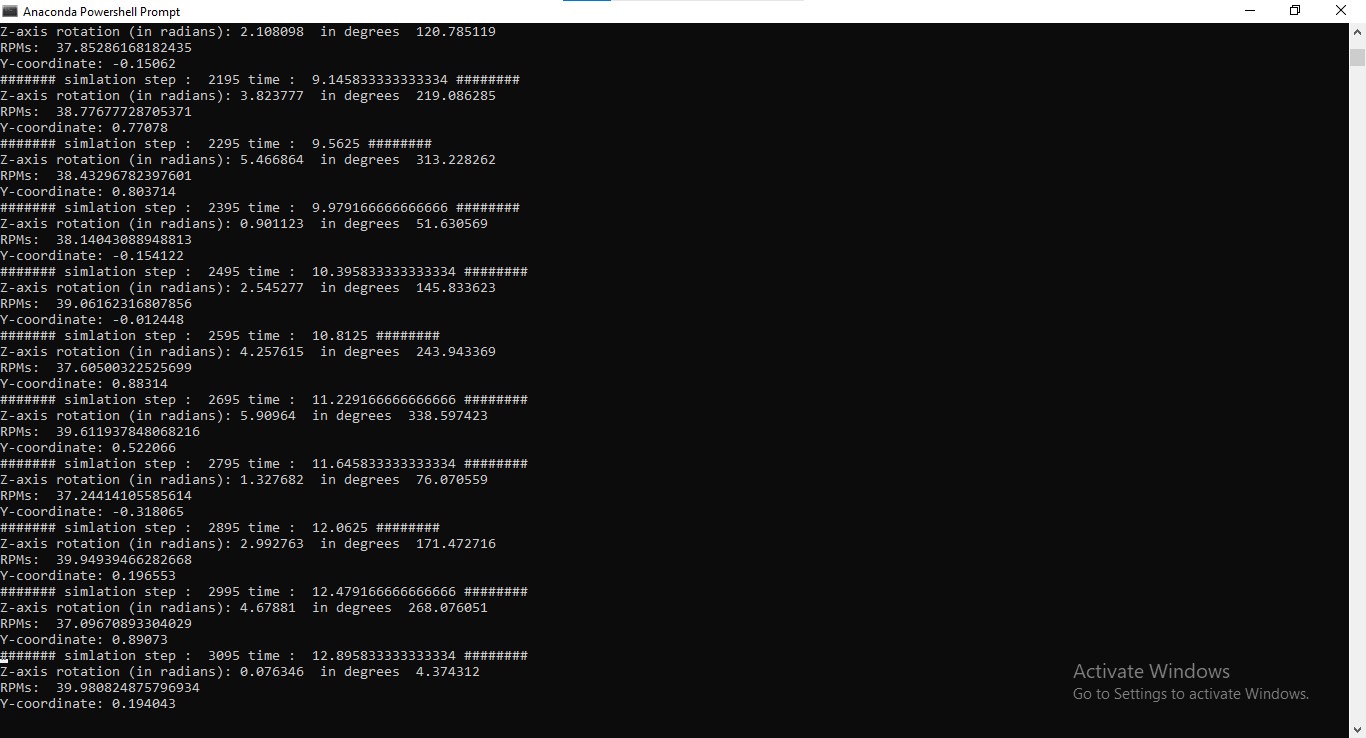 Anaconda Powershell Prompt
Z-axis rotation (in radians): 2.108098  in degrees  120.785119
RPMs:  37.85286168182435
Y-coordinate: -0.15062
####### simlation step :  2195 time :  9.145833333333334 ########
Z-axis rotation (in radians): 3.823777  in degrees  219.086285
RPMs:  38.77677728705371
Y-coordinate: 0.77078
####### simlation step :  2295 time :  9.5625 ########
Z-axis rotation (in radians): 5.466864  in degrees  313.228262
RPMs:  38.43296782397601
Y-coordinate: 0.803714
####### simlation step :  2395 time :  9.979166666666666 ########
Z-axis rotation (in radians): 0.901123  in degrees  51.630569
RPMs:  38.14043088948813
Y-coordinate: -0.154122
####### simlation step :  2495 time :  10.395833333333334 ########
Z-axis rotation (in radians): 2.545277  in degrees  145.833623
RPMs:  39.06162316807856
Y-coordinate: -0.012448
####### simlation step :  2595 time :  10.8125 ########
Z-axis rotation (in radians): 4.257615  in degrees  243.943369
RPMs:  37.60500322525699
Y-coordinate: 0.88314
####### simlation step :  2695 time :  11.229166666666666 ########
Z-axis rotation (in radians): 5.90964  in degrees  338.597423
RPMs:  39.611937848068216
Y-coordinate: 0.522066
####### simlation step :  2795 time :  11.645833333333334 ########
Z-axis rotation (in radians): 1.327682  in degrees  76.070559
RPMs:  37.24414105585614
Y-coordinate: -0.318065
####### simlation step :  2895 time :  12.0625 ########
Z-axis rotation (in radians): 2.992763  in degrees  171.472716
RPMs:  39.94939466282668
Y-coordinate: 0.196553
####### simlation step :  2995 time :  12.479166666666666 ########
Z-axis rotation (in radians): 4.67881  in degrees  268.076051
RPMs:  37.09670893304029
Y-coordinate: 0.89073
####### simlation step :  3095 time :  12.895833333333334 ########
Z-axis rotation (in radians): 0.076346  in degrees  4.374312
RPMs:  39.980824875796934
Y-coordinate: 0.194043
Activate Windows
Go to Settings to activate Windows.